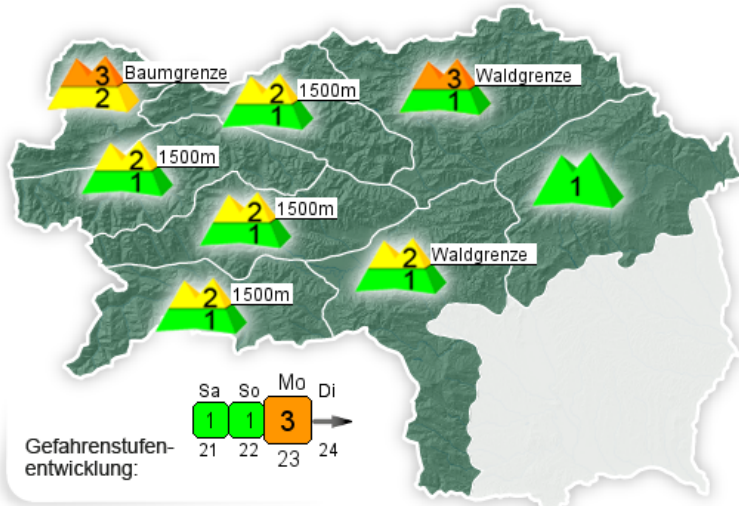 3 Baumgrenze
2
2 1500m
1
3 Waldgrenze
1
2 1500m
1
1
2 1500m
1
2 Waldgrenze
1
2 1500m
1
Sa So Mo Di
1 1 3
21 22 23 24
Gefahrenstufen-
entwicklung: